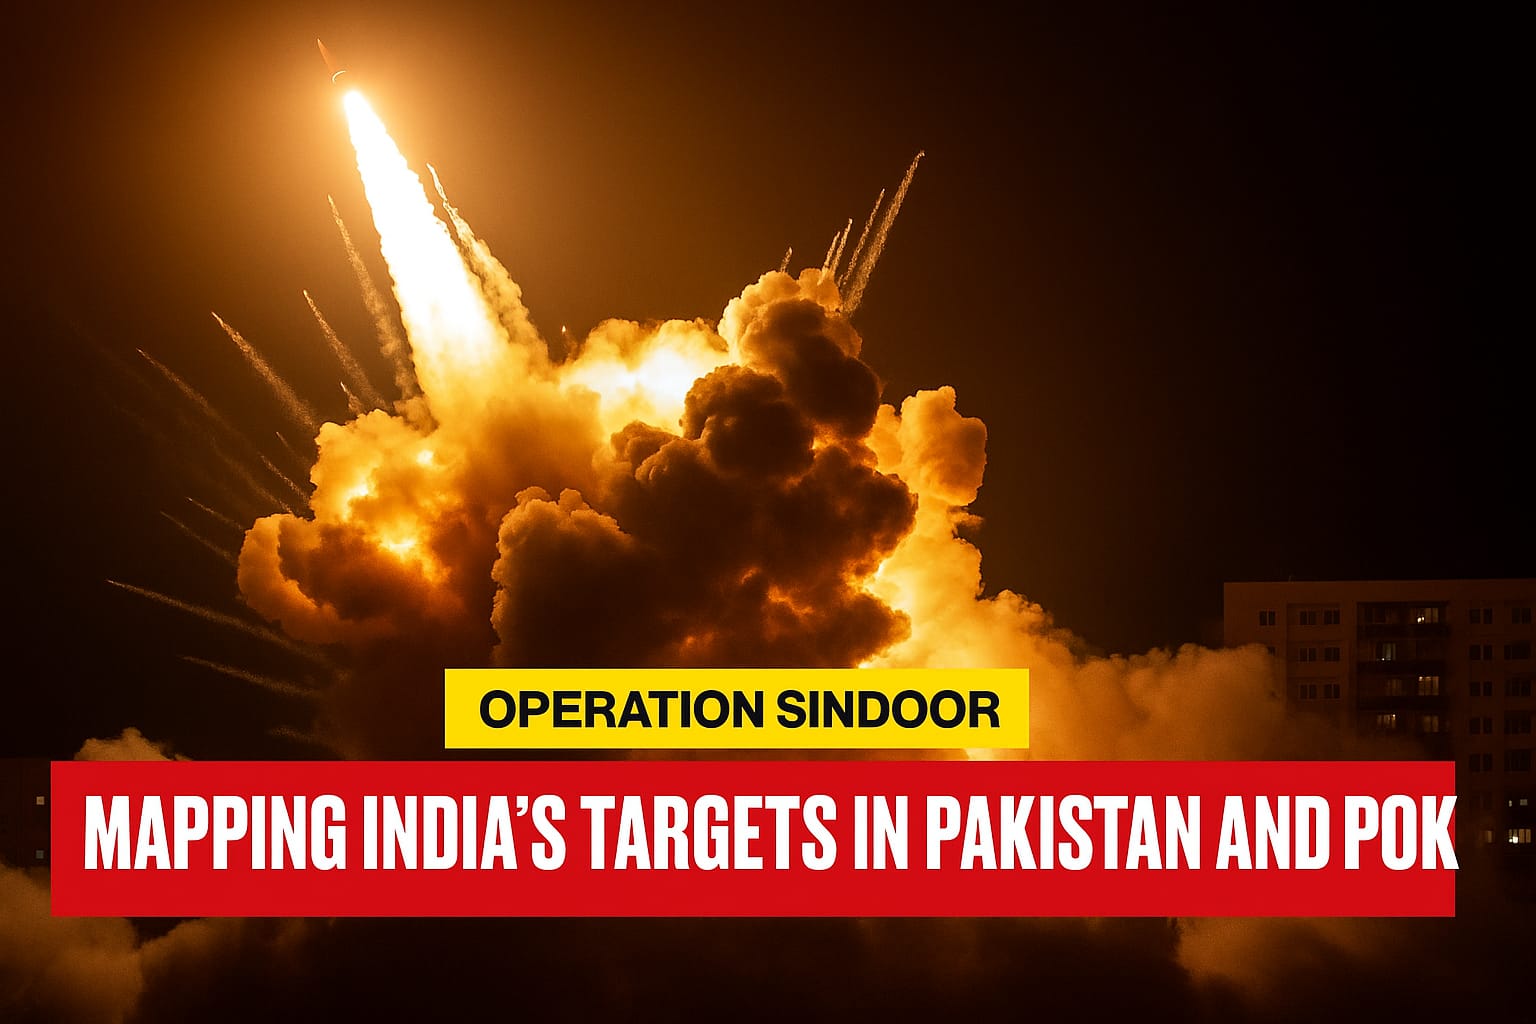 OPERATION SINDOOR
MAPPING INDIA'S TARGETS IN PAKISTAN AND POK